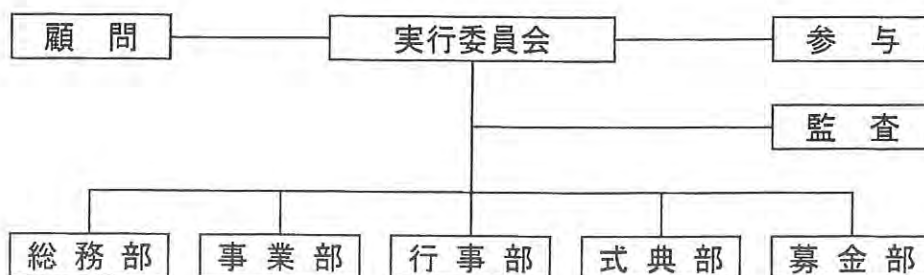 顧問 実行委員会 参与
監査
総務部 事業部 行事部 式典部 募金部